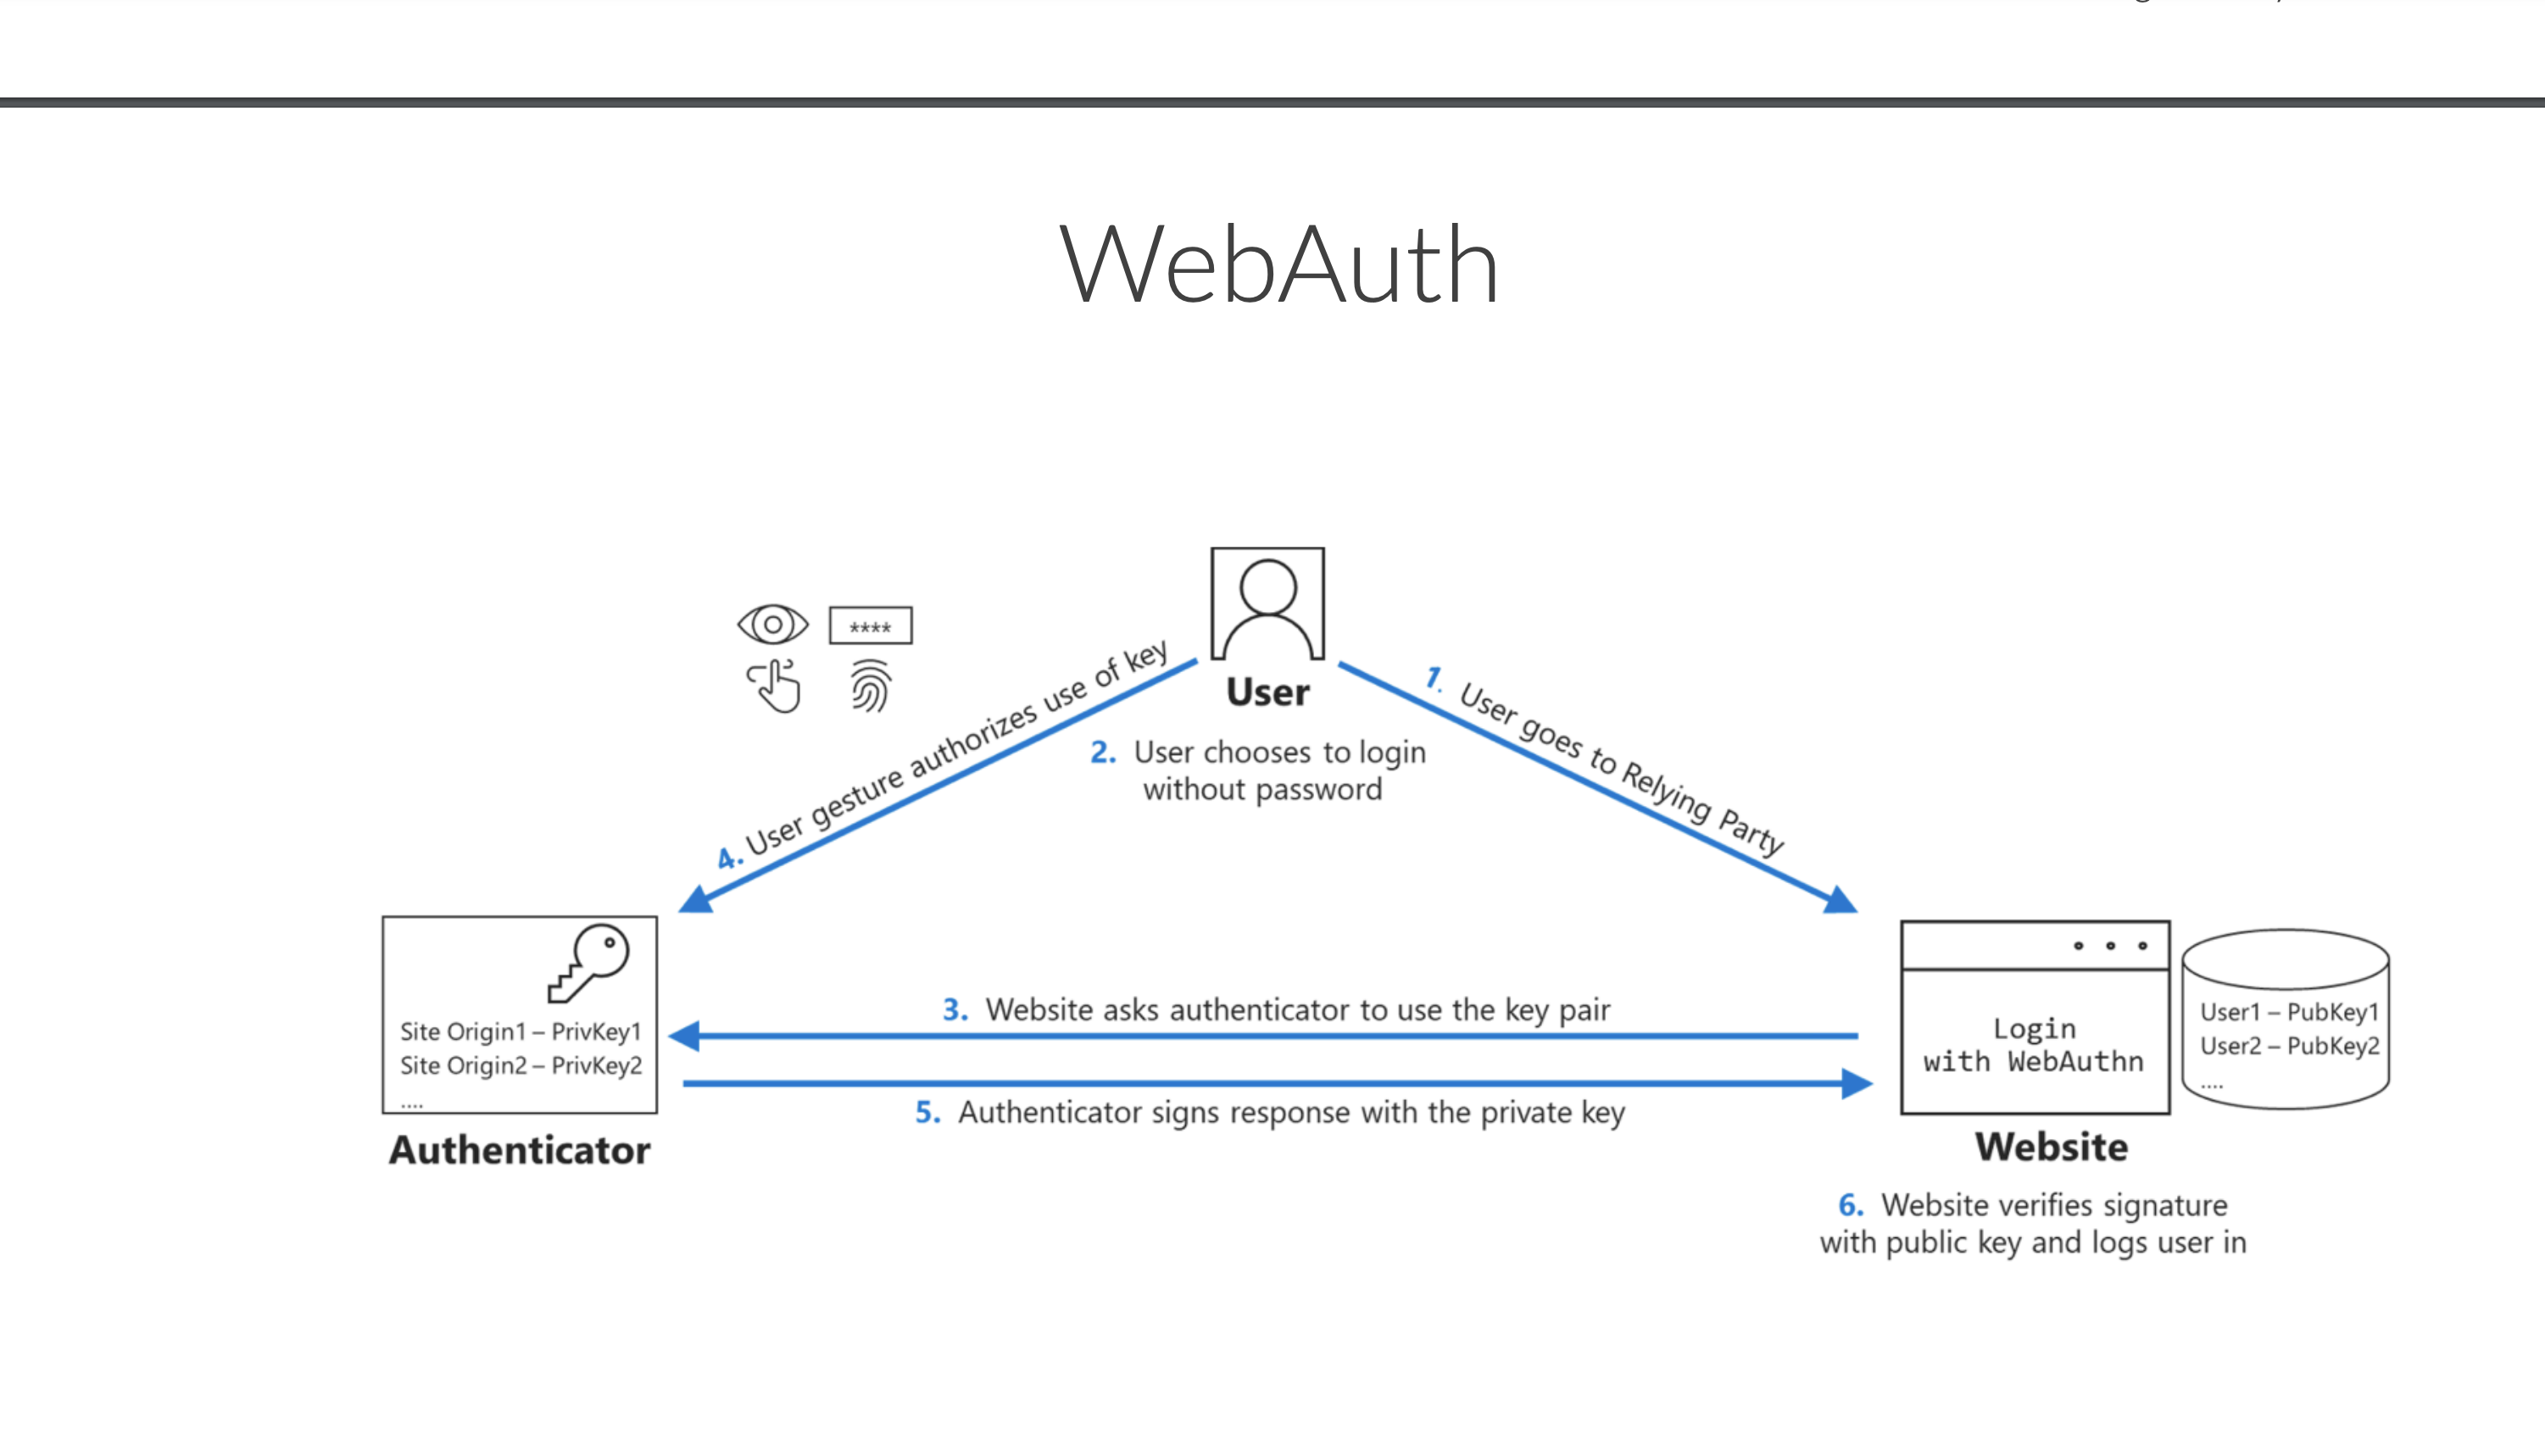 WebAuth
****
User
1. User goes to Relying Party
2. User chooses to login
without password
4. User gesture authorizes use of key
Site Origin1 – PrivKey1
Site Origin2 – PrivKey2
....
Authenticator
3. Website asks authenticator to use the key pair
5. Authenticator signs response with the private key
Login
with WebAuthn
User1 – PubKey1
User2 – PubKey2
....
Website
6. Website verifies signature
with public key and logs user in